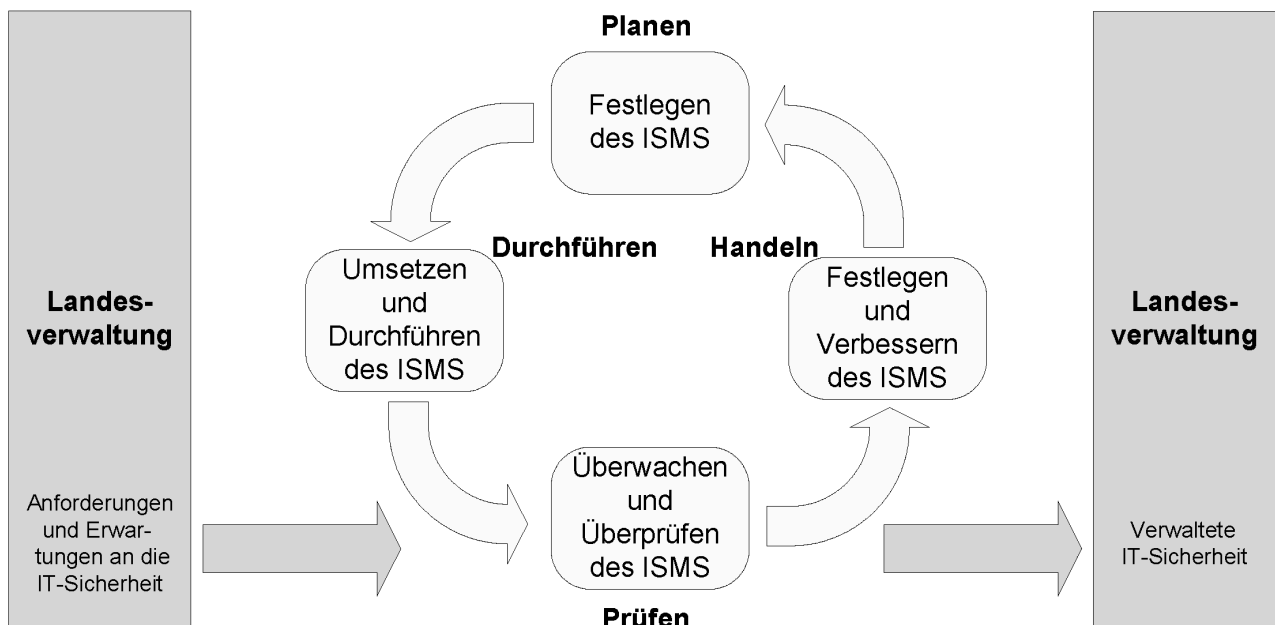 Planen
Festlegen
des ISMS
Durchführen
Handeln
Umsetzen
und
Durchführen
des ISMS
Festlegen
und
Verbessern
des ISMS
Landes-
verwaltung
Landes-
verwaltung
Überwachen
und
Überprüfen
des ISMS
Anforderungen
und Erwar-
tungen an die
IT-Sicherheit
Verwaltete
IT-Sicherheit
Prüfen